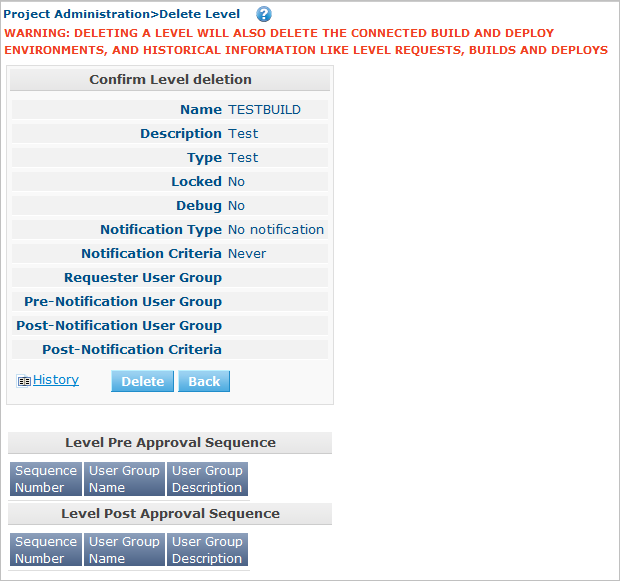 Project Administration>Delete Level ?
WARNING: DELETING A LEVEL WILL ALSO DELETE THE CONNECTED BUILD AND DEPLOY
ENVIRONMENTS, AND HISTORICAL INFORMATION LIKE LEVEL REQUESTS, BUILDS AND DEPLOYS
Confirm Level deletion
Name TESTBUILD
Description Test
Type Test
Locked No
Debug No
Notification Type No notification
Notification Criteria Never
Requester User Group
Pre-Notification User Group
Post-Notification User Group
Post-Notification Criteria
History Delete Back
Level Pre Approval Sequence
Sequence User Group User Group
Number Name Description
Level Post Approval Sequence
Sequence User Group User Group
Number Name Description